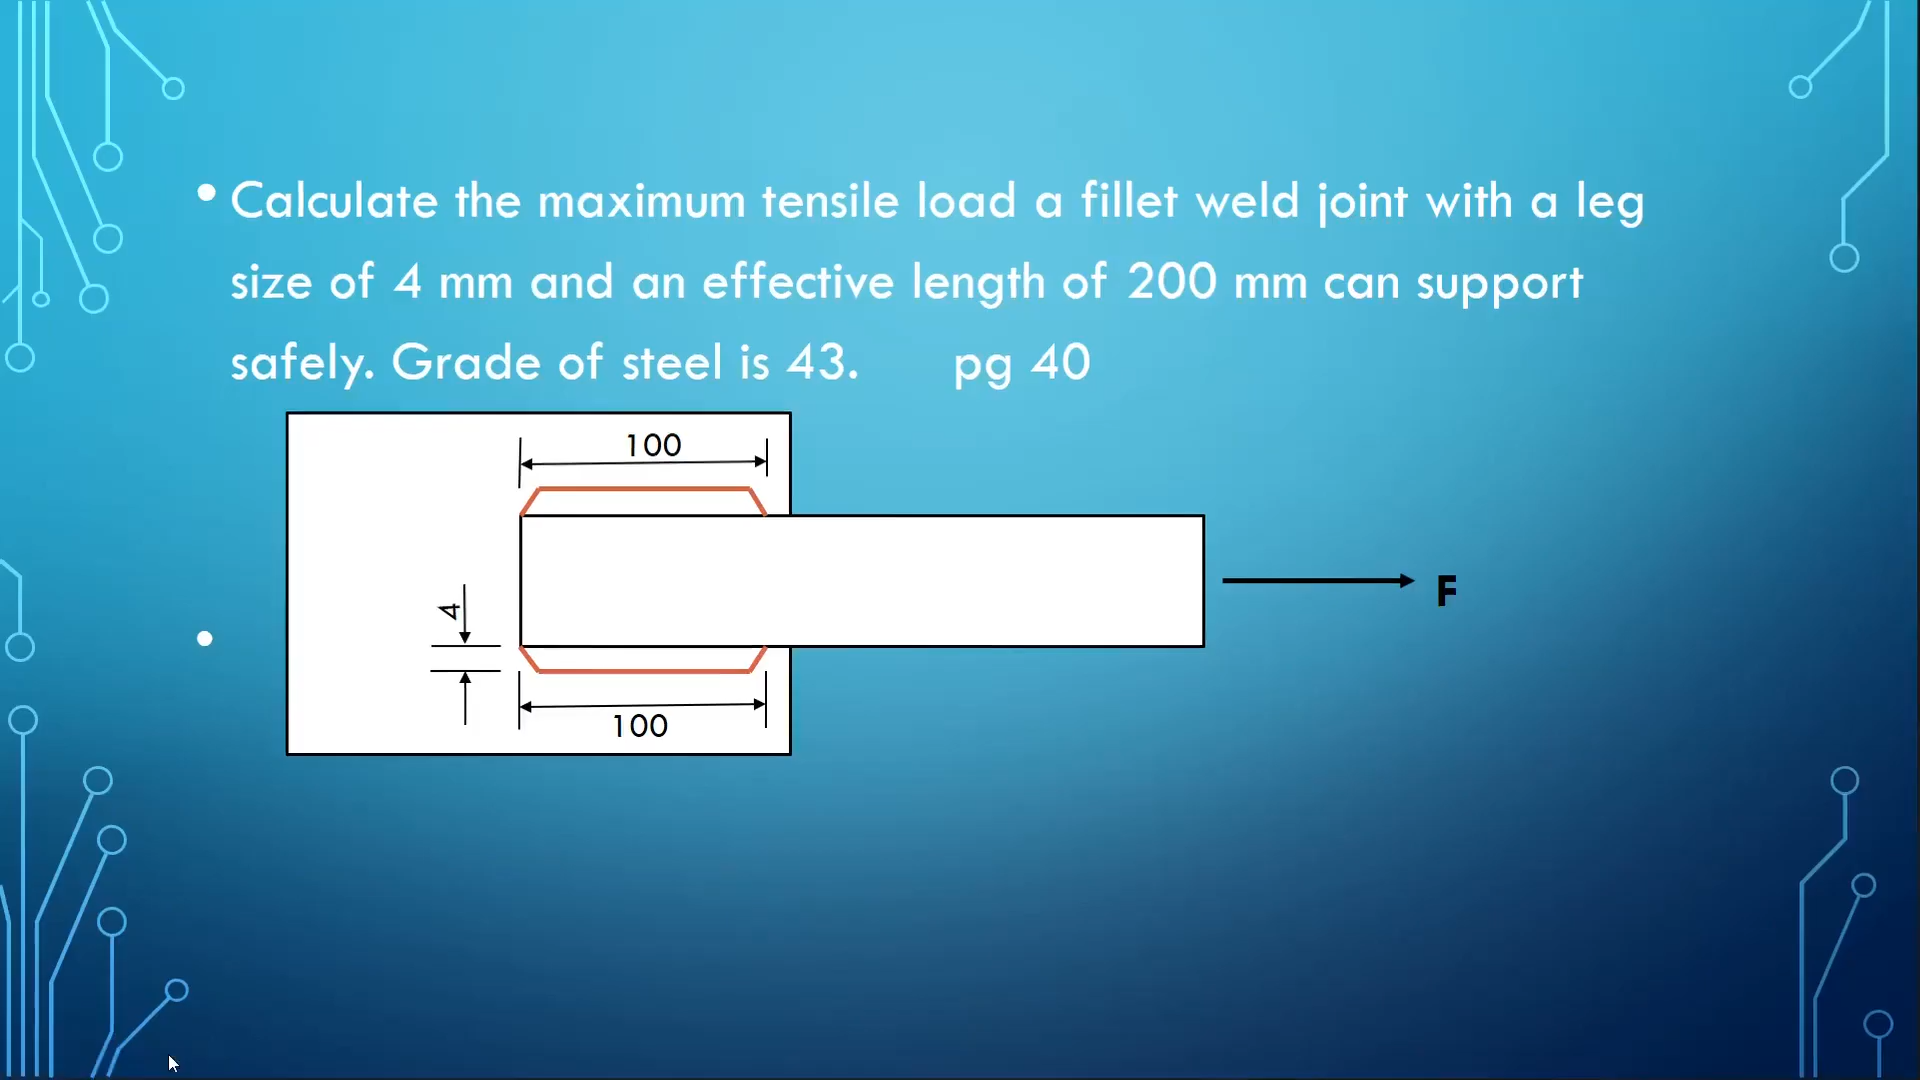 • Calculate the maximum tensile load a fillet weld joint with a leg
size of 4 mm and an effective length of 200 mm can support
safely. Grade of steel is 43. pg 40
100
4
F
•
100